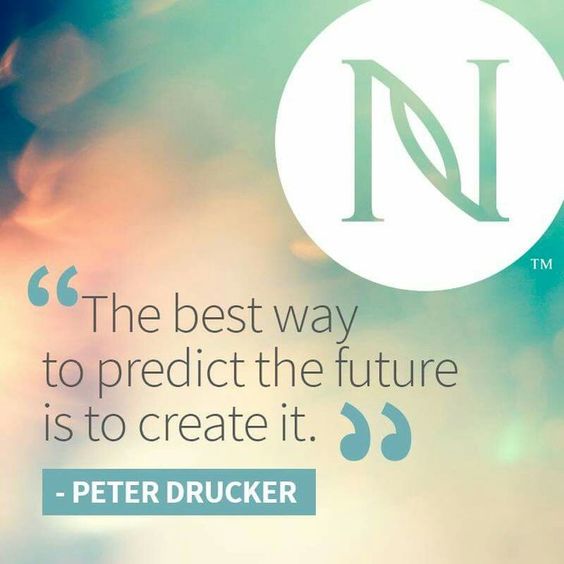 N
TM
“The best way
to predict the future
is to create it.”
- PETER DRUCKER